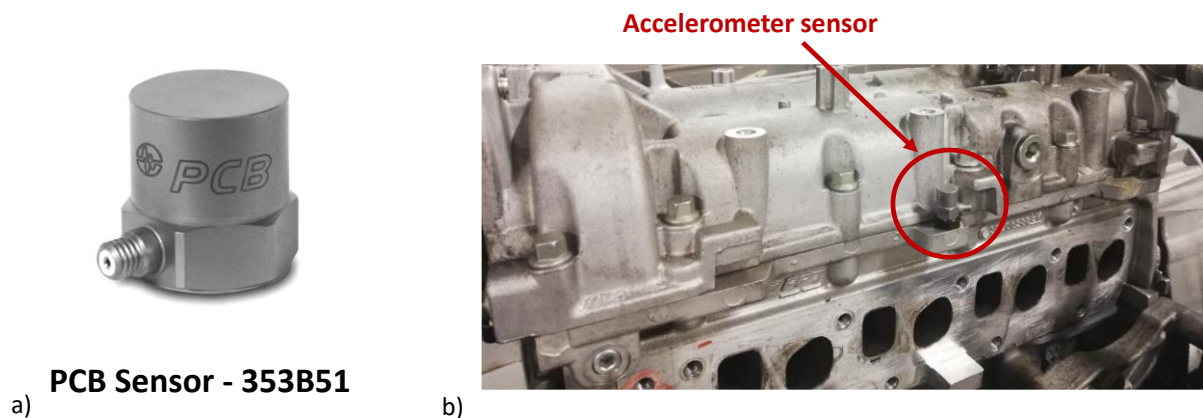 Accelerometer sensor
PCB
PCB Sensor - 353B51
a)
b)